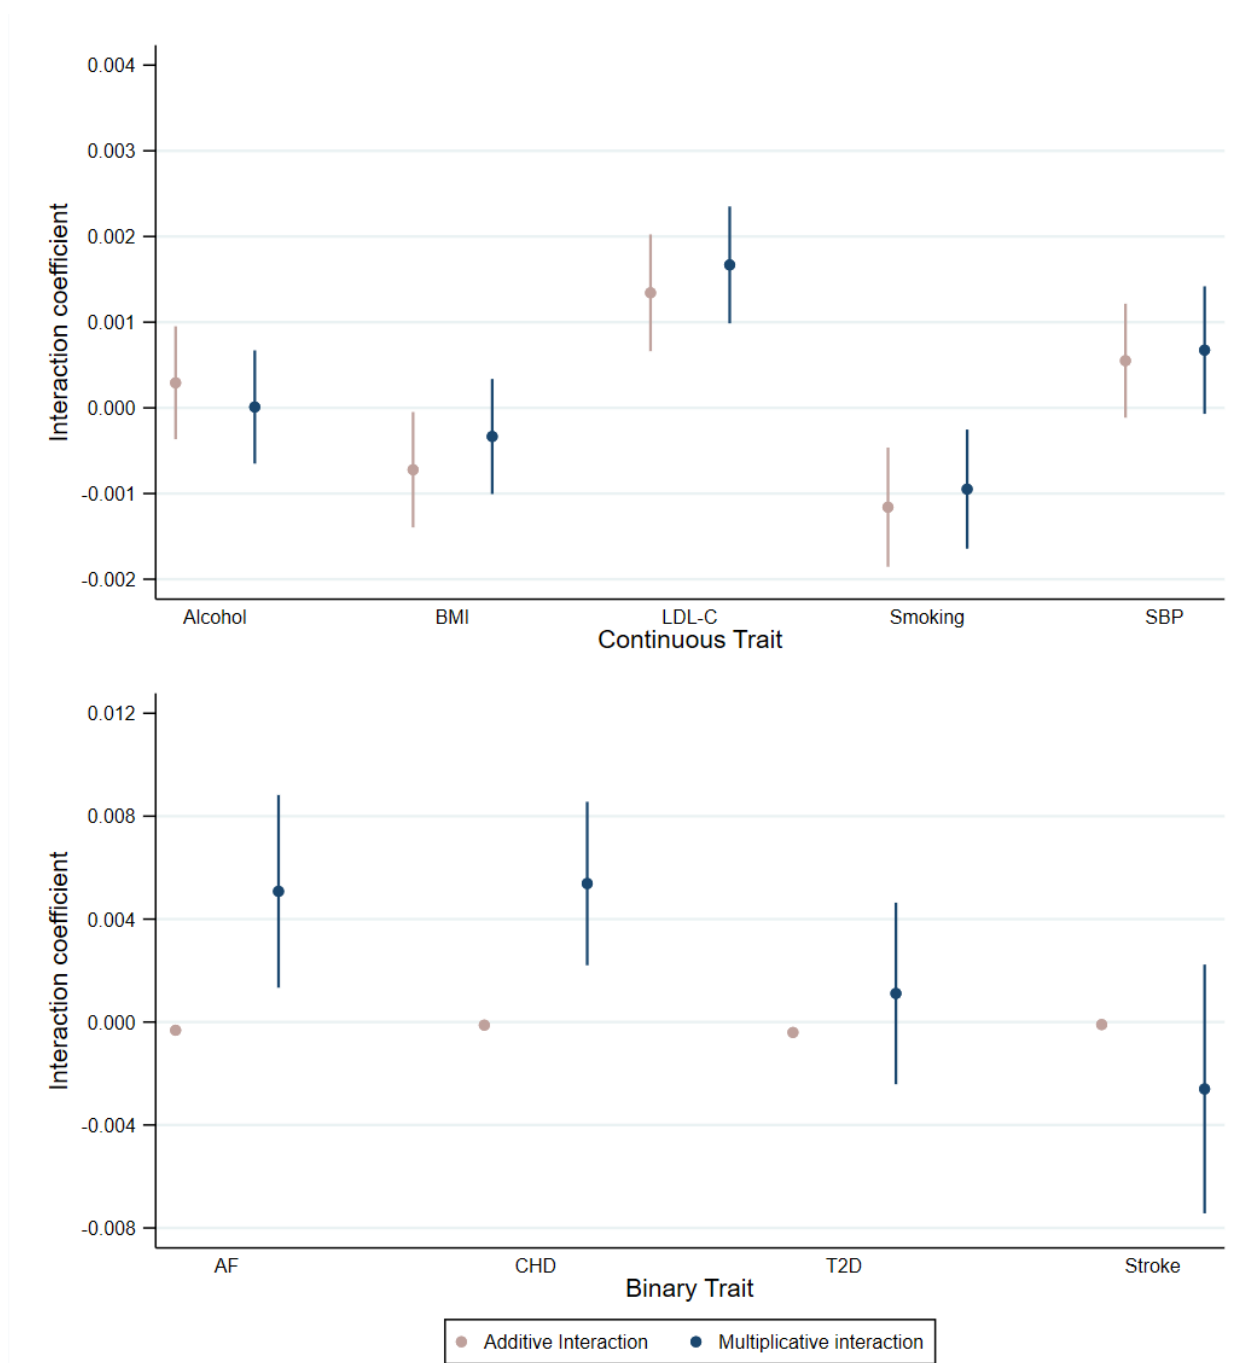 0.004
0.003
0.002
0.001
0.000
-0.001
-0.002
Interaction coefficient
Alcohol BMI LDL-C Smoking SBP
Continuous Trait
0.012
0.008
0.004
0.000
-0.004
-0.008
Interaction coefficient
AF CHD T2D Stroke
Binary Trait
Additive Interaction Multiplicative interaction